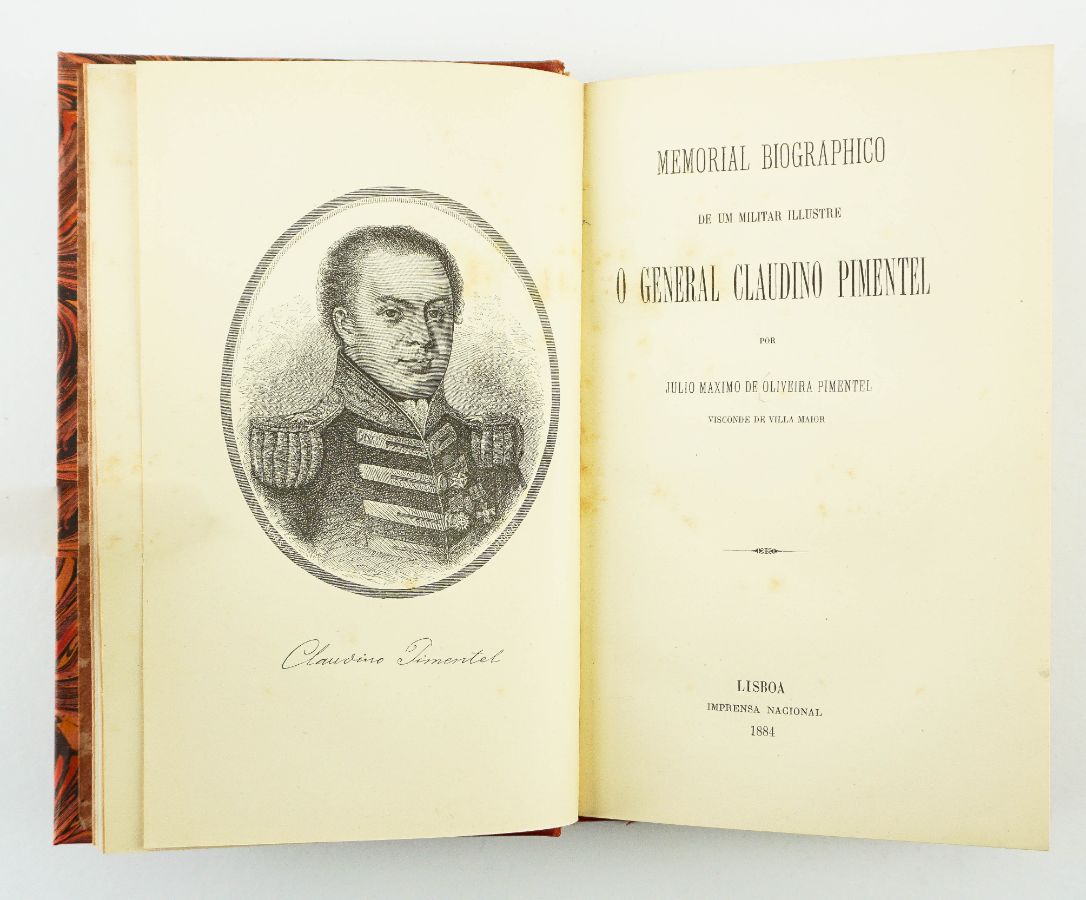 Claudino Pimentel
MEMORIAL BIOGRAPHICO
DE UM MILITAR ILLUSTRE
O GENERAL CLAUDINO PIMENTEL
POR
JULIO MAXIMO DE OLIVEIRA PIMENTEL
VISCONDE DE VILLA MAIOR
LISBOA
IMPRENSA NACIONAL
1884